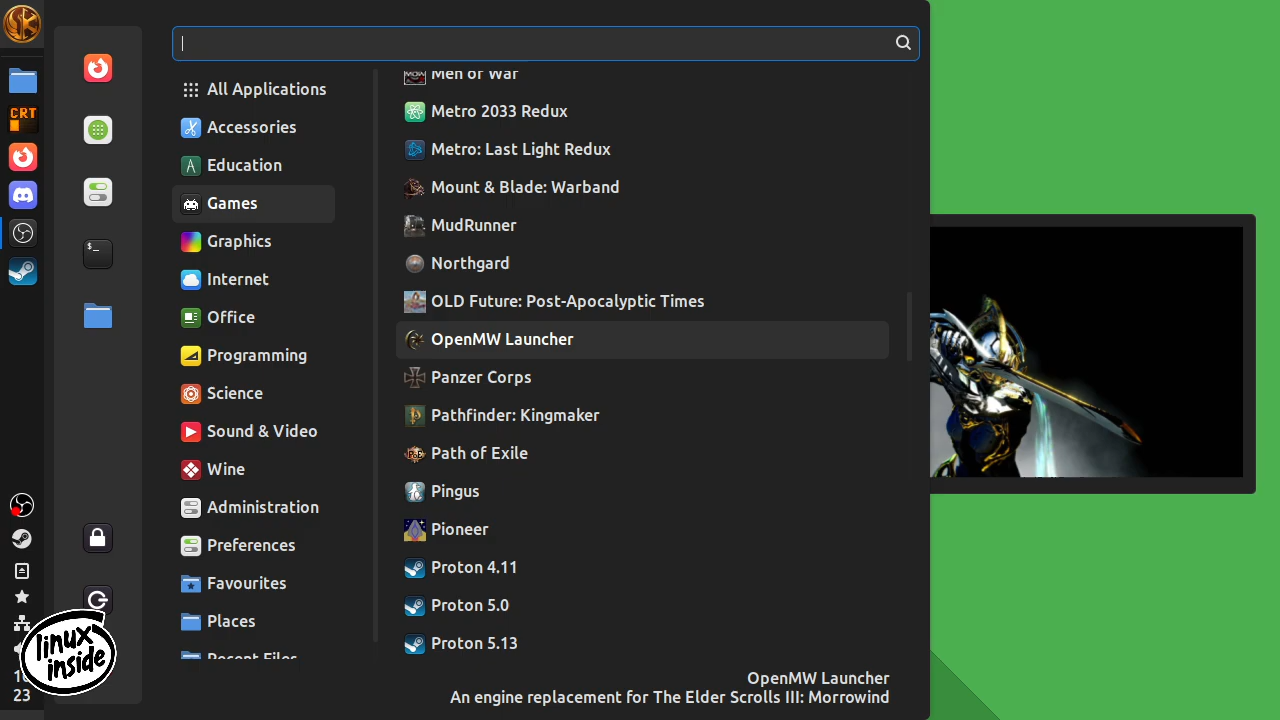 CRT
$_
All Applications
Accessories
Education
Games
Graphics
Internet
Office
Programming
Science
Sound & Video
Wine
Administration
Preferences
Favourites
Places
Recent Files
Men of War
Metro 2033 Redux
Metro: Last Light Redux
Mount & Blade: Warband
MudRunner
Northgard
OLD Future: Post-Apocalyptic Times
OpenMW Launcher
Panzer Corps
Pathfinder: Kingmaker
Path of Exile
Pingus
Pioneer
Proton 4.11
Proton 5.0
Proton 5.13
OpenMW Launcher
An engine replacement for The Elder Scrolls III: Morrowind
linux
inside
23